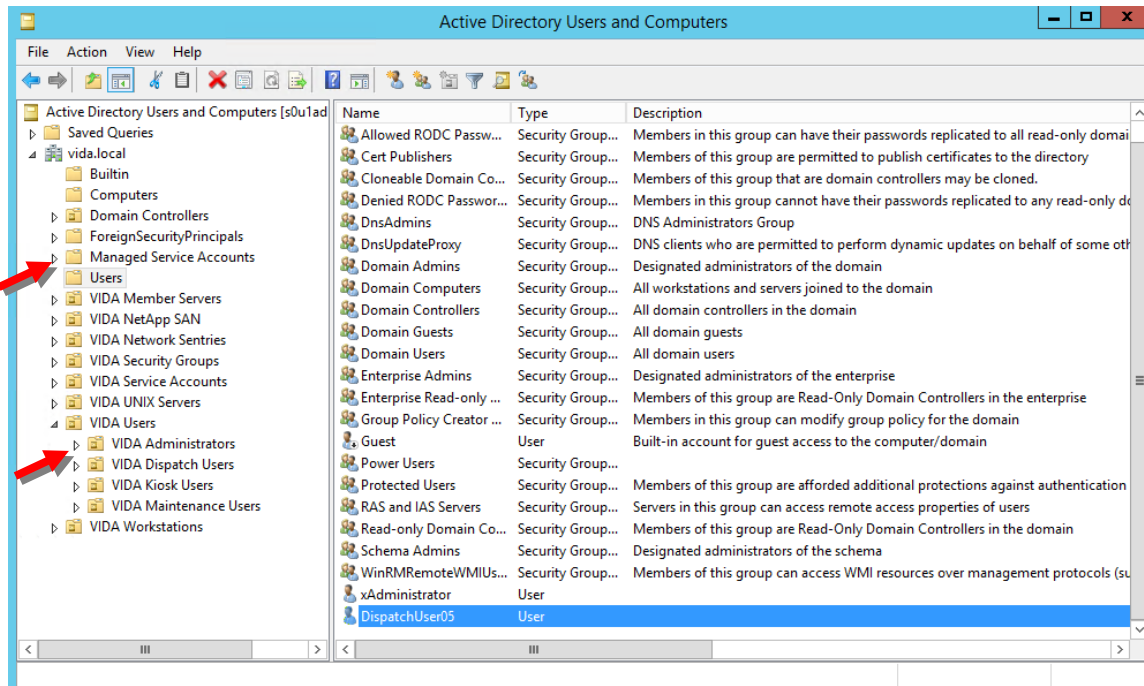 Active Directory Users and Computers
File Action View Help
Active Directory Users and Computers [s0u1ad
Saved Queries
vida.local
Builtin
Computers
Domain Controllers
ForeignSecurityPrincipals
Managed Service Accounts
Users
VIDA Member Servers
VIDA NetApp SAN
VIDA Network Sentries
VIDA Security Groups
VIDA Service Accounts
VIDA UNIX Servers
VIDA Users
VIDA Administrators
VIDA Dispatch Users
VIDA Kiosk Users
VIDA Maintenance Users
VIDA Workstations
Name Type Description
Allowed RODC Passw... Security Group... Members in this group can have their passwords replicated to all read-only domai
Cert Publishers Security Group... Members of this group are permitted to publish certificates to the directory
Cloneable Domain Co... Security Group... Members of this group that are domain controllers may be cloned.
Denied RODC Passwor... Security Group... Members in this group cannot have their passwords replicated to any read-only do
DnsAdmins Security Group... DNS Administrators Group
DnsUpdateProxy Security Group... DNS clients who are permitted to perform dynamic updates on behalf of some oth
Domain Admins Security Group... Designated administrators of the domain
Domain Computers Security Group... All workstations and servers joined to the domain
Domain Controllers Security Group... All domain controllers in the domain
Domain Guests Security Group... All domain guests
Domain Users Security Group... All domain users
Enterprise Admins Security Group... Designated administrators of the enterprise
Enterprise Read-only ... Security Group... Members of this group are Read-Only Domain Controllers in the enterprise
Group Policy Creator ... Security Group... Members in this group can modify group policy for the domain
Guest User Built-in account for guest access to the computer/domain
Power Users Security Group...
Protected Users Security Group... Members of this group are afforded additional protections against authentication
RAS and IAS Servers Security Group... Servers in this group can access remote access properties of users
Read-only Domain Co... Security Group... Members of this group are Read-Only Domain Controllers in the domain
Schema Admins Security Group... Designated administrators of the schema
WinRMRemoteWMIUs... Security Group... Members of this group can access WMI resources over management protocols (su
xAdministrator User
DispatchUser05 User